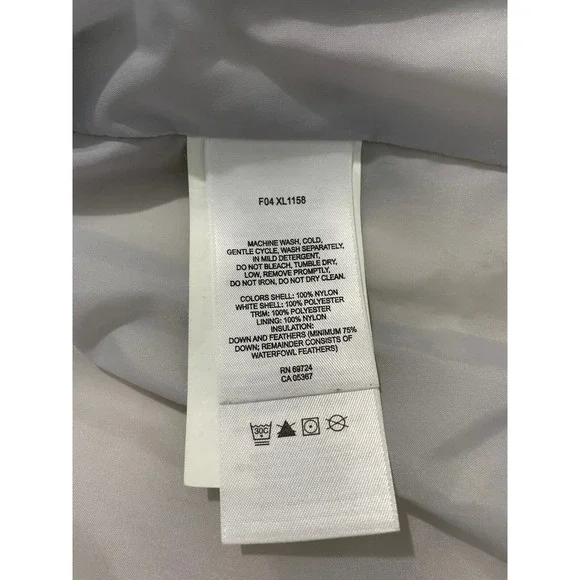 F04 XL1158
MACHINE WASH, COLD,
GENTLE CYCLE, WASH SEPARATELY,
IN MILD DETERGENT,
DO NOT BLEACH, TUMBLE DRY,
LOW, REMOVE PROMPTLY,
DO NOT IRON, DO NOT DRY CLEAN.
COLORS SHELL: 100% NYLON
WHITE SHELL: 100% POLYESTER
TRIM: 100% POLYESTER
LINING: 100% NYLON
INSULATION:
DOWN AND FEATHERS (MINIMUM 75%
DOWN; REMAINDER CONSISTS OF
WATERFOWL FEATHERS)
RN 69724
CA 05367
30C